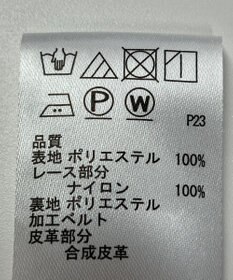 P W
P23
品質
表地 ポリエステル 100%
レース部分
ナイロン 100%
裏地 ポリエステル
加工ベルト
皮革部分
合成皮革